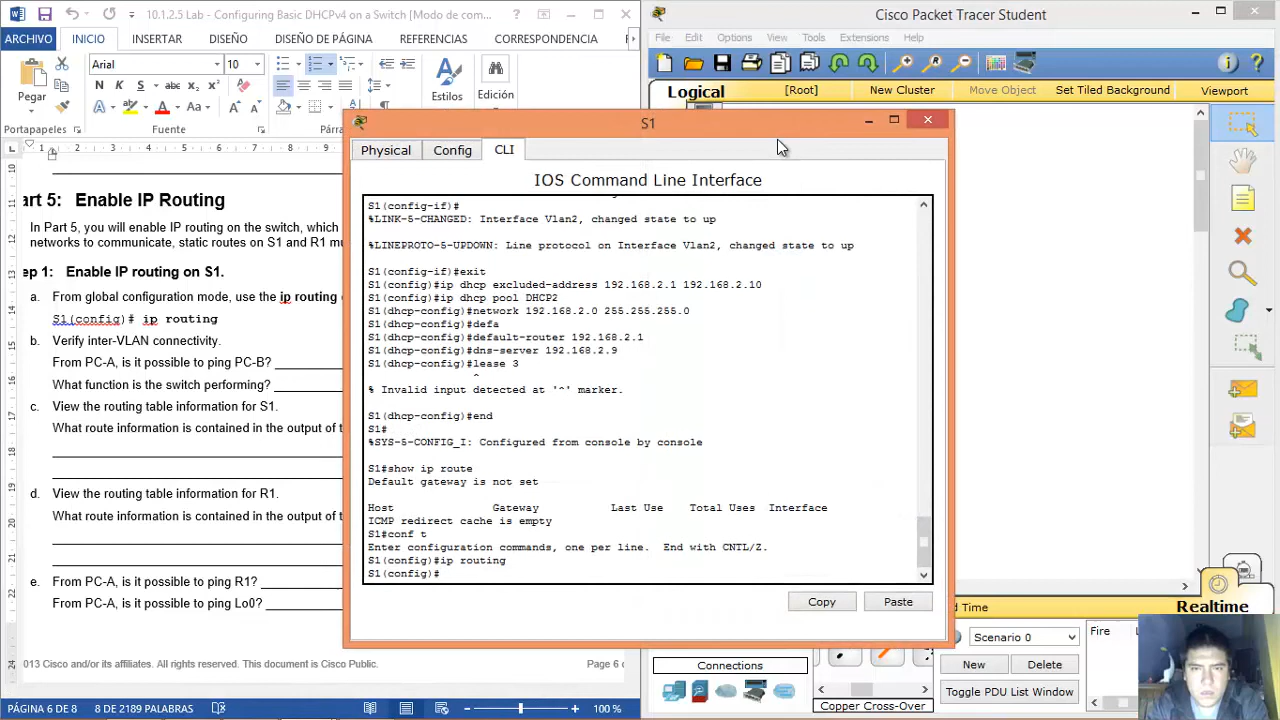 10.1.2.5 Lab - Configuring Basic DHCPv4 on a Switch [Modo de com...
ARCHIVO INICIO INSERTAR DISEÑO DISEÑO DE PÁGINA REFERENCIAS CORRESPONDENCIA
Arial 10
Pegar
N K S abc x₂ x²
Estilos
Edición
Portapapeles Fuente Párra
art 5: Enable IP Routing
In Part 5, you will enable IP routing on the switch, which
networks to communicate, static routes on S1 and R1 mu
ep 1: Enable IP routing on S1.
a. From global configuration mode, use the ip routing
S1(config)# ip routing
b. Verify inter-VLAN connectivity.
From PC-A, is it possible to ping PC-B?
What function is the switch performing?
c. View the routing table information for S1.
What route information is contained in the output of t
d. View the routing table information for R1.
What route information is contained in the output of t
e. From PC-A, is it possible to ping R1?
From PC-A, is it possible to ping Lo0?
013 Cisco and/or its affiliates. All rights reserved. This document is Cisco Public.
Page 6 o
PÁGINA 6 DE 8 8 DE 2189 PALABRAS 100 %
Cisco Packet Tracer Student
File Edit Options View Tools Extensions Help
Logical [Root] New Cluster Move Object Set Tiled Background Viewport
S1
Physical Config CLI
IOS Command Line Interface
S1(config-if)#
%LINK-5-CHANGED: Interface Vlan2, changed state to up
%LINEPROTO-5-UPDOWN: Line protocol on Interface Vlan2, changed state to up
S1(config-if)#exit
S1(config)#ip dhcp excluded-address 192.168.2.1 192.168.2.10
S1(config)#ip dhcp pool DHCP2
S1(dhcp-config)#network 192.168.2.0 255.255.255.0
S1(dhcp-config)#defa
S1(dhcp-config)#default-router 192.168.2.1
S1(dhcp-config)#dns-server 192.168.2.9
S1(dhcp-config)#lease 3
^
% Invalid input detected at '^' marker.
S1(dhcp-config)#end
S1#
%SYS-5-CONFIG_I: Configured from console by console
S1#show ip route
Default gateway is not set
Host Gateway Last Use Total Uses Interface
ICMP redirect cache is empty
S1#conf t
Enter configuration commands, one per line. End with CNTL/Z.
S1(config)#ip routing
S1(config)#
Copy Paste
d Time Realtime
Scenario 0 Fire
New Delete
Toggle PDU List Window
Connections
Copper Cross-Over